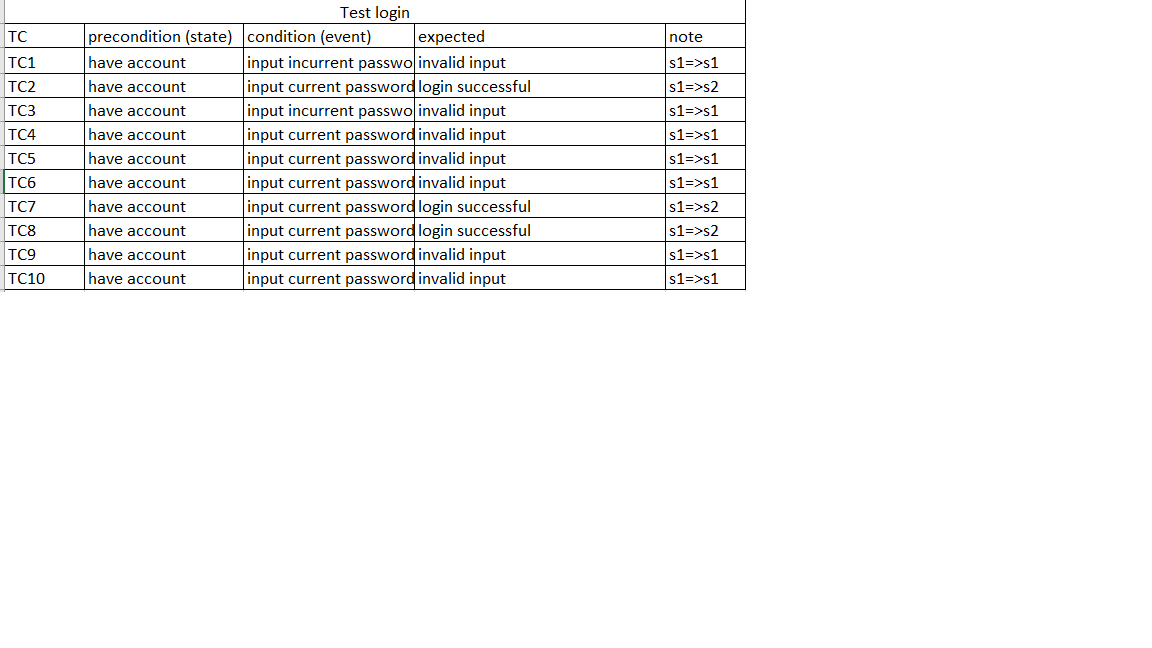 Test login
TC precondition (state) condition (event) expected note
TC1 have account input incurrent passwo invalid input s1=>s1
TC2 have account input current password login successful s1=>s2
TC3 have account input incurrent passwo invalid input s1=>s1
TC4 have account input current password invalid input s1=>s1
TC5 have account input current password invalid input s1=>s1
TC6 have account input current password invalid input s1=>s1
TC7 have account input current password login successful s1=>s2
TC8 have account input current password login successful s1=>s2
TC9 have account input current password invalid input s1=>s1
TC10 have account input current password invalid input s1=>s1